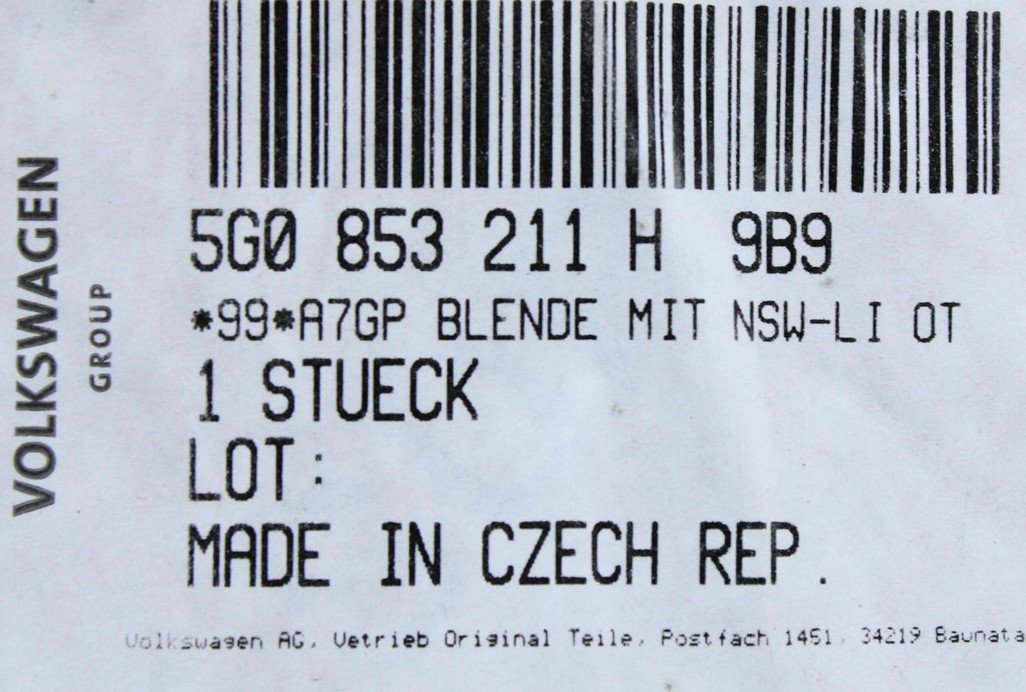 VOLKSWAGEN
GROUP
5G0 853 211 H 9B9
*99*A7GP BLENDE MIT NSW-LI OT
1 STUECK
LOT:
MADE IN CZECH REP.
Volkswagen AG, Vetrieb Original Teile, Postfach 1451, 34219 Baunata